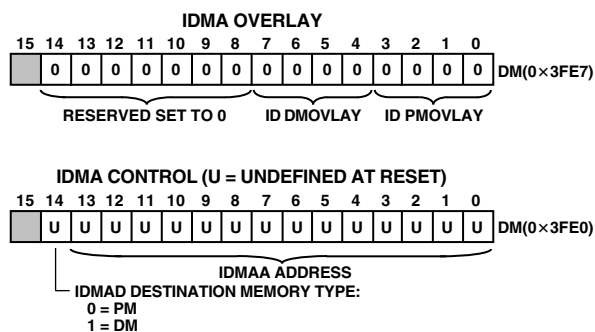 IDMA OVERLAY
15 14 13 12 11 10 9 8 7 6 5 4 3 2 1 0
0 0 0 0 0 0 0 0 0 0 0 0 0 0 0 DM(0×3FE7)
RESERVED SET TO 0 ID DMOVLAY ID PMOVLAY
IDMA CONTROL (U = UNDEFINED AT RESET)
15 14 13 12 11 10 9 8 7 6 5 4 3 2 1 0
U U U U U U U U U U U U U U U DM(0×3FE0)
IDMAA ADDRESS
IDMAD DESTINATION MEMORY TYPE:
0 = PM
1 = DM